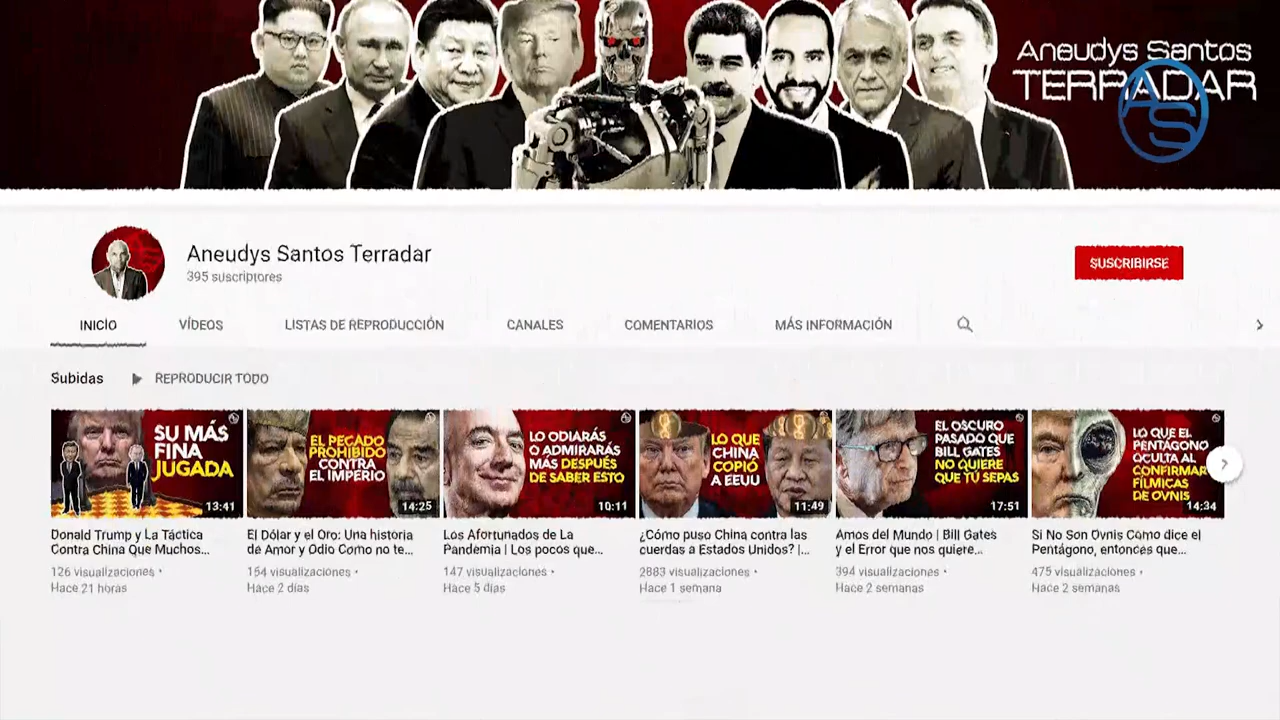 Aneudys Santos
TERRADAR
AS
Aneudys Santos Terradar
395 suscriptores
SUSCRIBIRSE
INICIO
VÍDEOS
LISTAS DE REPRODUCCIÓN
CANALES
COMENTARIOS
MÁS INFORMACIÓN
Subidas
REPRODUCIR TODO
SU MÁS
FINA
JUGADA
13:41
EL PECADO
PROHIBIDO
CONTRA
EL IMPERIO
14:25
LO ODIARÁS
O ADMIRARÁS
MÁS DESPUÉS
DE SABER ESTO
10:11
LO QUE
CHINA
COPIÓ
A EEUU
11:49
EL OSCURO
PASADO QUE
BILL GATES
NO QUIERE
QUE TÚ SEPAS
17:51
LO QUE EL
PENTÁGONO
OCULTA AL
CONFIRMAR
FÍLMICAS
DE OVNIS
14:34
Donald Trump y La Táctica
Contra China Que Muchos...
126 visualizaciones •
Hace 21 horas
El Dólar y el Oro: Una historia
de Amor y Odio Como no te...
154 visualizaciones •
Hace 2 días
Los Afortunados de La
Pandemia | Los pocos que...
147 visualizaciones •
Hace 5 días
¿Cómo puso China contra las
cuerdas a Estados Unidos? |...
2883 visualizaciones •
Hace 1 semana
Amos del Mundo | Bill Gates
y el Error que nos quiere...
394 visualizaciones •
Hace 2 semanas
Si No Son Ovnis Como dice el
Pentágono, entonces que...
475 visualizaciones •
Hace 2 semanas